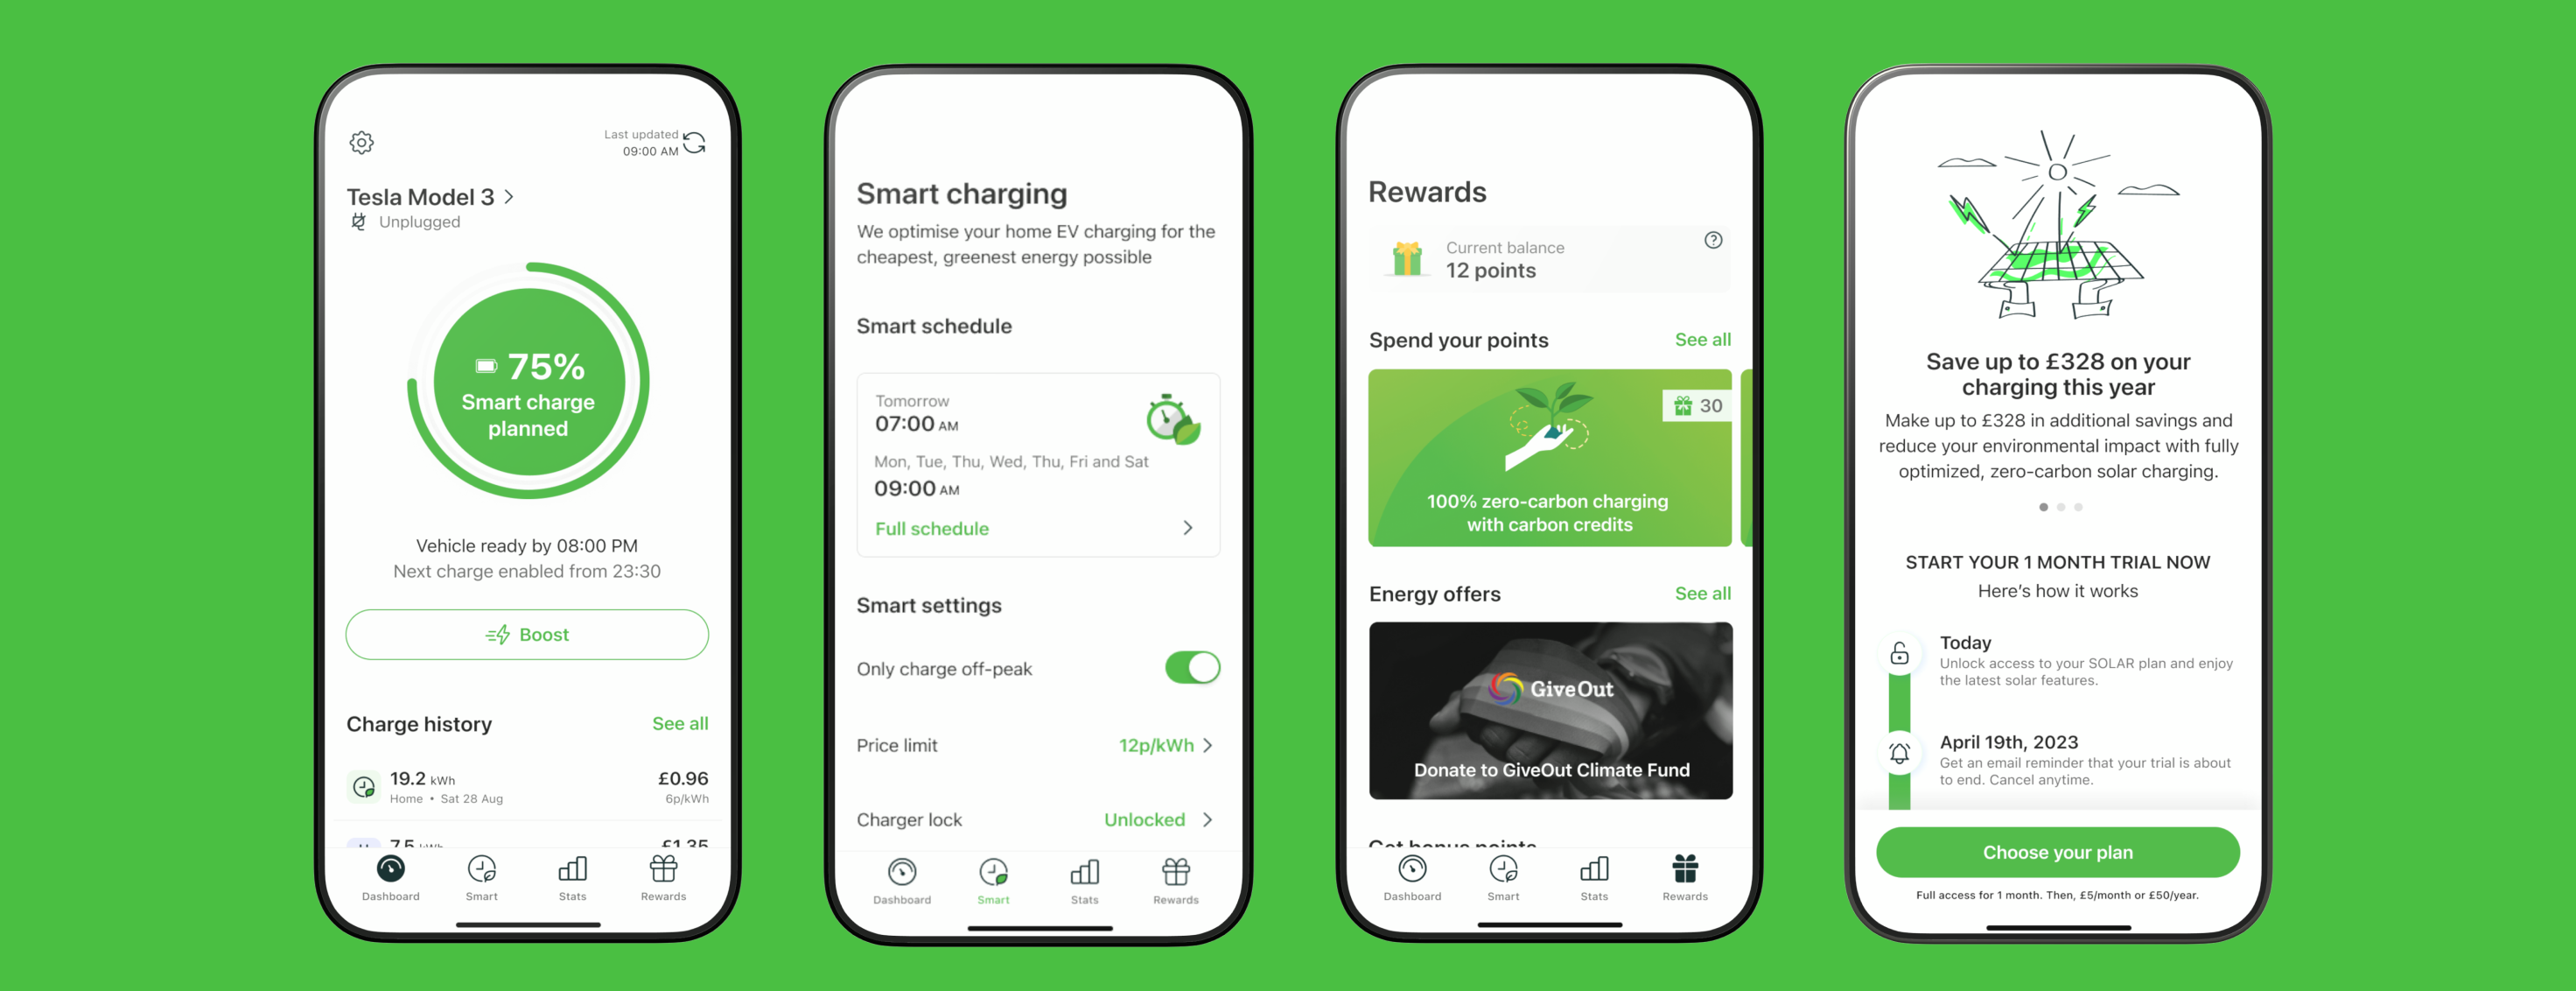 Last updated
09:00 AM
Tesla Model 3
Unplugged
75%
Smart charge
planned
Vehicle ready by 08:00 PM
Next charge enabled from 23:30
Boost
Charge history
See all
19.2 kWh
£0.96
Home • Sat 28 Aug
6p/kWh
7.5 kWh
£1.35
Dashboard
Smart
Stats
Rewards
Smart charging
We optimise your home EV charging for the
cheapest, greenest energy possible
Smart schedule
Tomorrow
07:00 AM
Mon, Tue, Thu, Wed, Thu, Fri and Sat
09:00 AM
Full schedule
Smart settings
Only charge off-peak
Price limit
12p/kWh
Charger lock
Unlocked
Dashboard
Smart
Stats
Rewards
Rewards
Current balance
12 points
Spend your points
See all
30
100% zero-carbon charging
with carbon credits
Energy offers
See all
GiveOut
Donate to GiveOut Climate Fund
Get bonus points
Dashboard
Smart
Stats
Rewards
Save up to £328 on your
charging this year
Make up to £328 in additional savings and
reduce your environmental impact with fully
optimized, zero-carbon solar charging.
START YOUR 1 MONTH TRIAL NOW
Here’s how it works
Today
Unlock access to your SOLAR plan and enjoy
the latest solar features.
April 19th, 2023
Get an email reminder that your trial is about
to end. Cancel anytime.
Choose your plan
Full access for 1 month. Then, £5/month or £50/year.